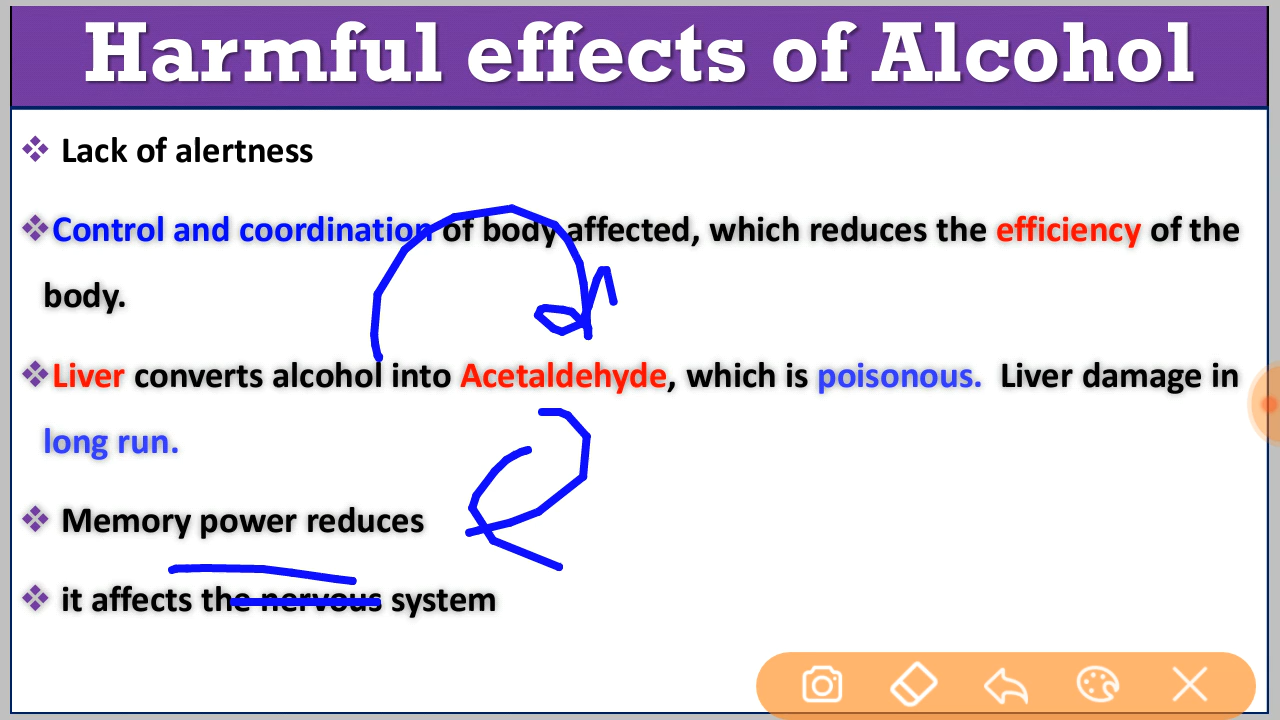 Harmful effects of Alcohol
Lack of alertness
Control and coordination of body affected, which reduces the efficiency of the
body.
Liver converts alcohol into Acetaldehyde, which is poisonous. Liver damage in
long run.
Memory power reduces
it affects the nervous system